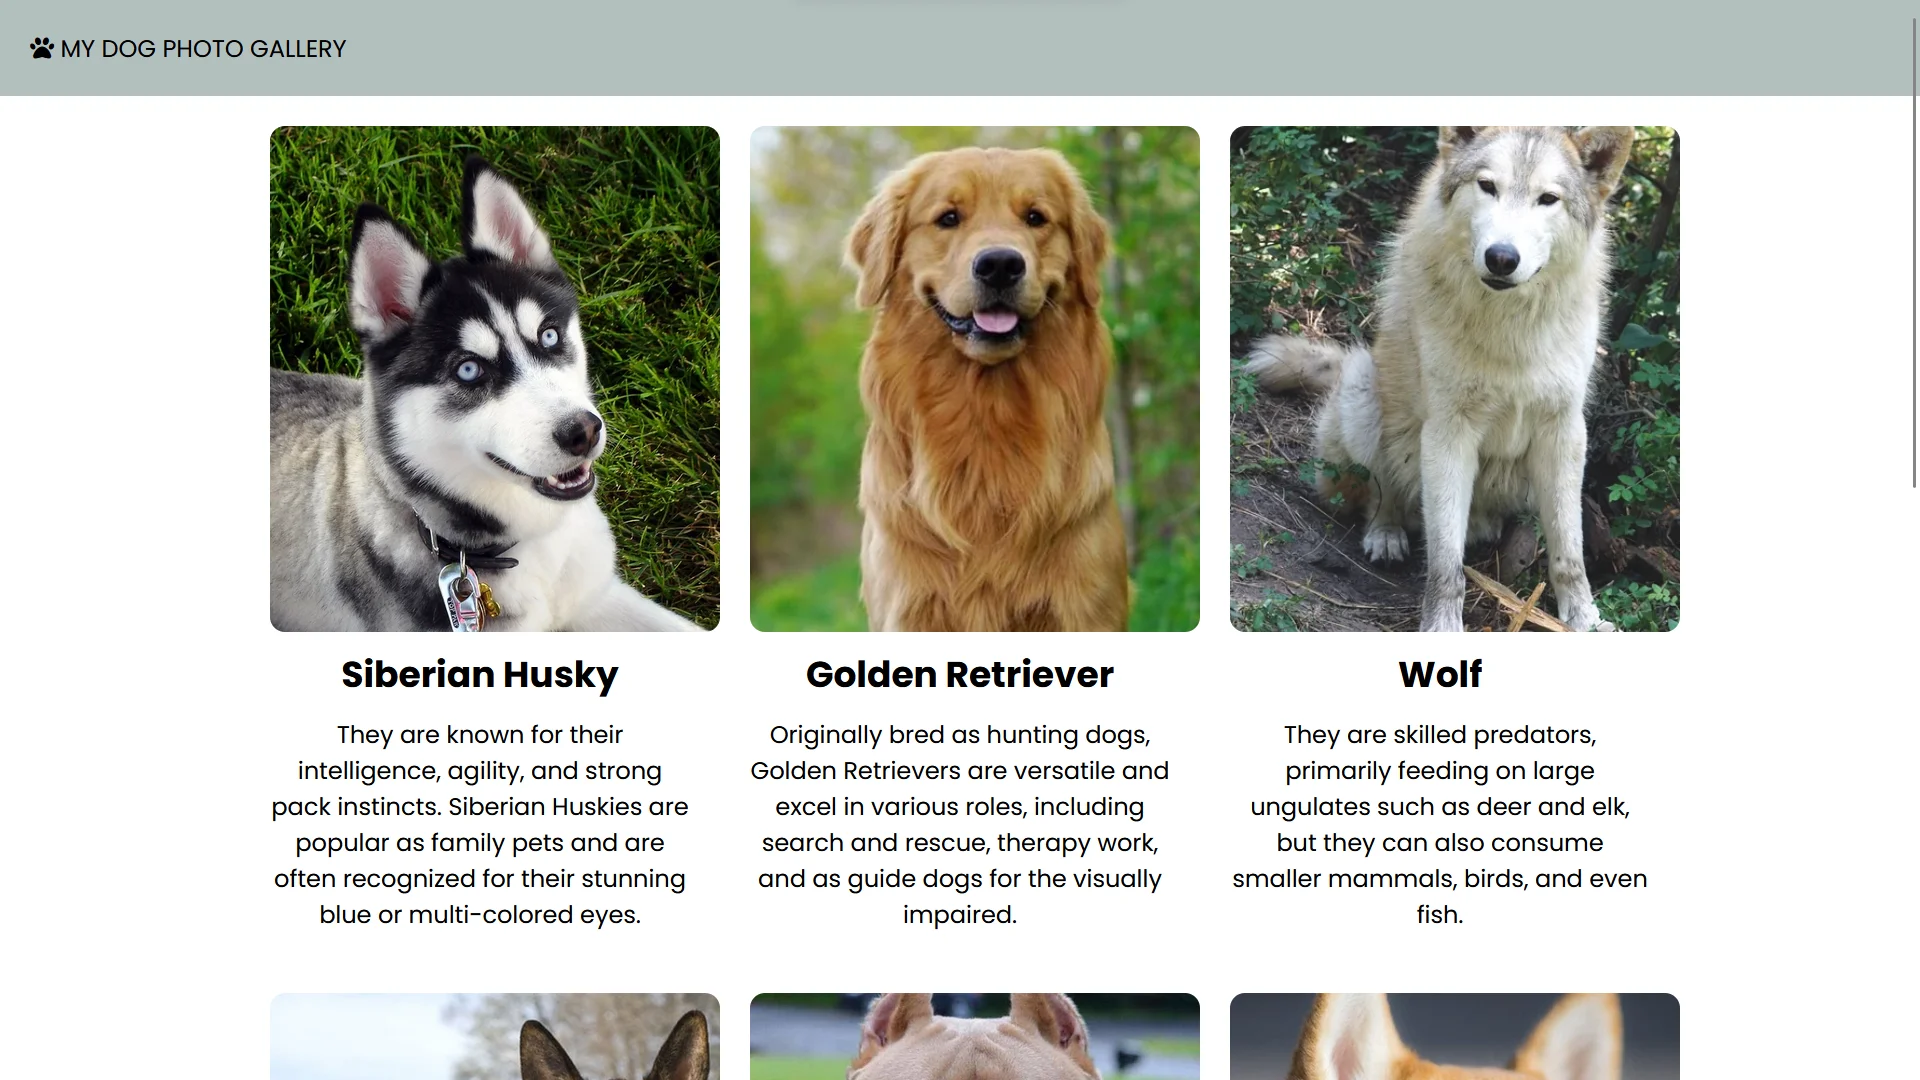 MY DOG PHOTO GALLERY
Siberian Husky
They are known for their
intelligence, agility, and strong
pack instincts. Siberian Huskies are
popular as family pets and are
often recognized for their stunning
blue or multi-colored eyes.
Golden Retriever
Originally bred as hunting dogs,
Golden Retrievers are versatile and
excel in various roles, including
search and rescue, therapy work,
and as guide dogs for the visually
impaired.
Wolf
They are skilled predators,
primarily feeding on large
ungulates such as deer and elk,
but they can also consume
smaller mammals, birds, and even
fish.